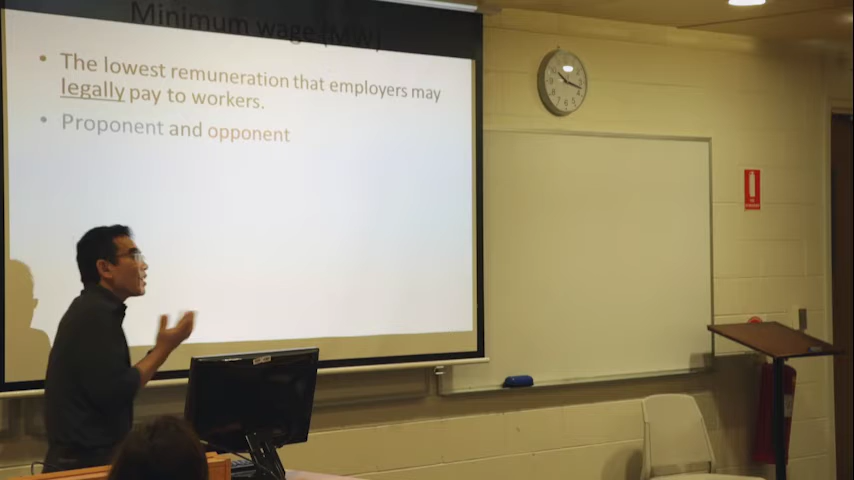 Minimum wage (MW)
• The lowest remuneration that employers may
legally pay to workers.
• Proponent and opponent